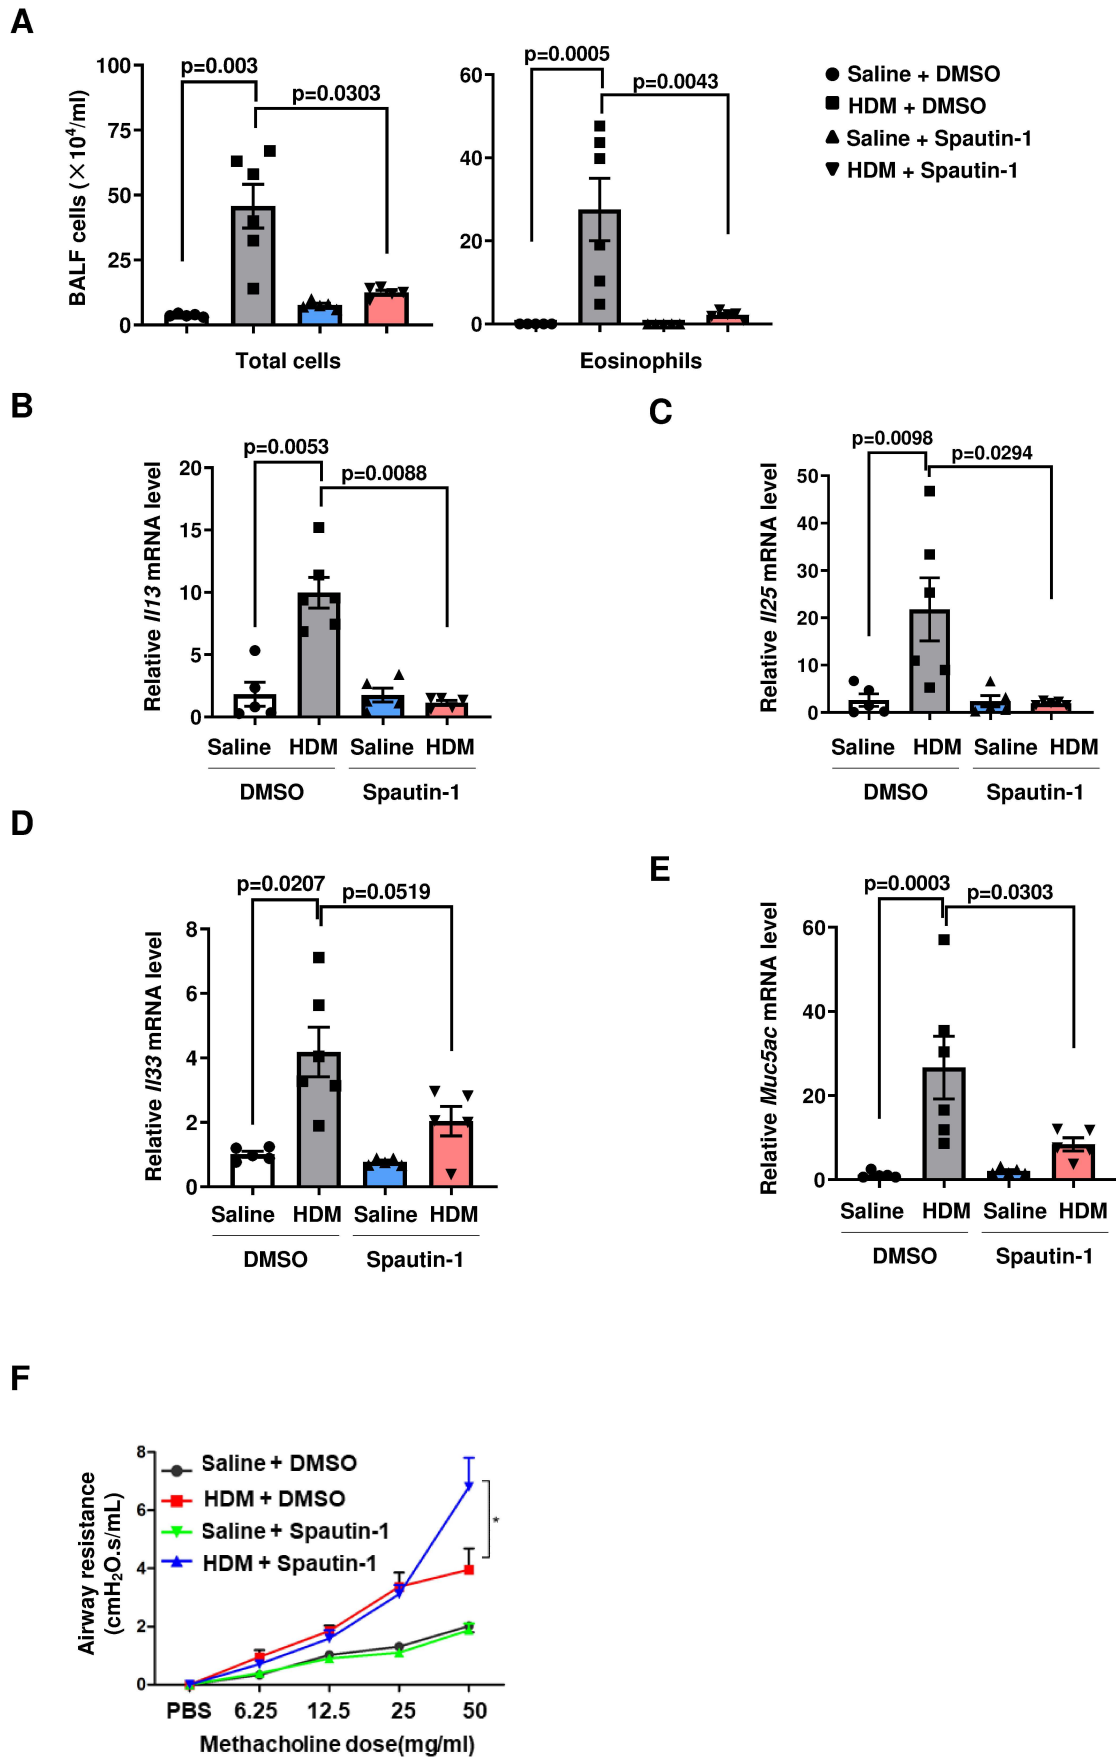 A
p=0.003
p=0.0303
100
75
50
25
0
BALF cells (×10⁴/ml)
Total cells
p=0.0005
p=0.0043
60
40
20
0
Eosinophils
Saline + DMSO
HDM + DMSO
Saline + Spautin-1
HDM + Spautin-1
B
p=0.0053
p=0.0088
20
15
10
5
0
Relative Il13 mRNA level
Saline HDM Saline HDM
DMSO Spautin-1
C
p=0.0098
p=0.0294
50
40
30
20
10
0
Relative Il25 mRNA level
Saline HDM Saline HDM
DMSO Spautin-1
D
p=0.0207
p=0.0519
8
6
4
2
0
Relative Il33 mRNA level
Saline HDM Saline HDM
DMSO Spautin-1
E
p=0.0003
p=0.0303
60
40
20
0
Relative Muc5ac mRNA level
Saline HDM Saline HDM
DMSO Spautin-1
F
8
6
4
2
0
Airway resistance
(cmH₂O.s/mL)
Saline + DMSO
HDM + DMSO
Saline + Spautin-1
HDM + Spautin-1
*
PBS 6.25 12.5 25 50
Methacholine dose(mg/ml)